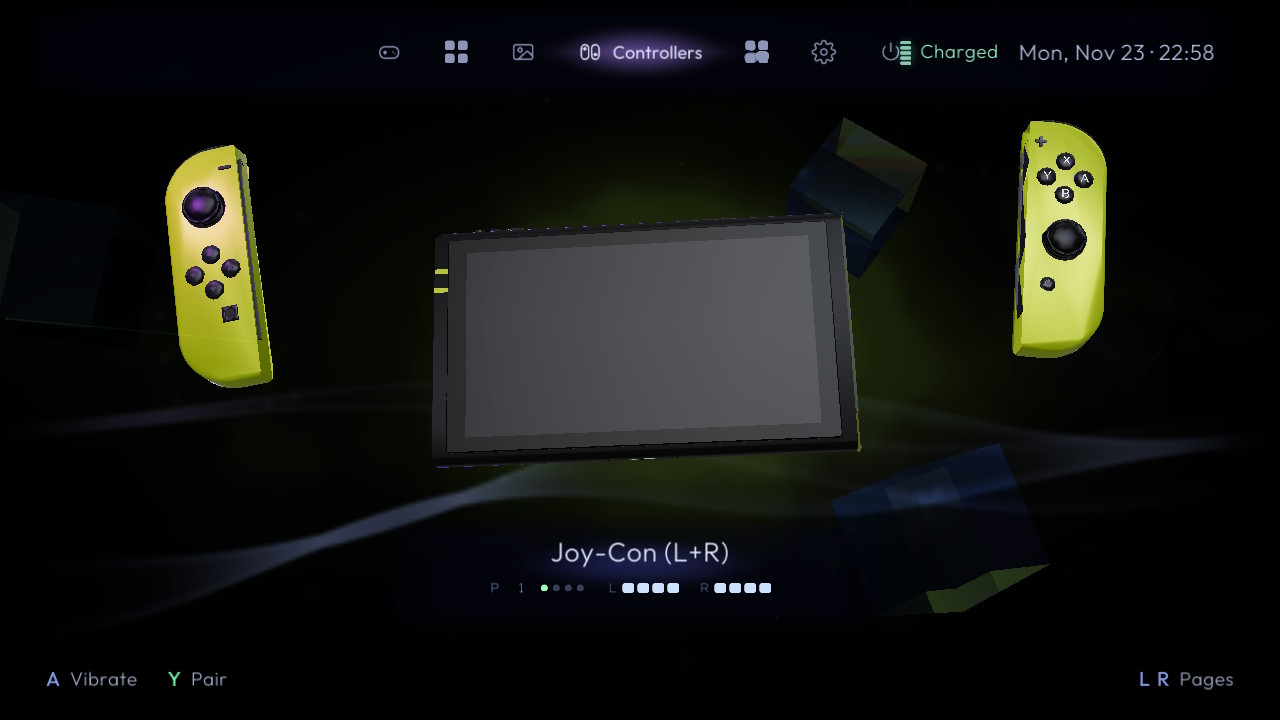 Controllers
Charged
Mon, Nov 23 · 22:58
X
Y A
B
Joy-Con (L+R)
P 1 L R
A Vibrate Y Pair
L R Pages